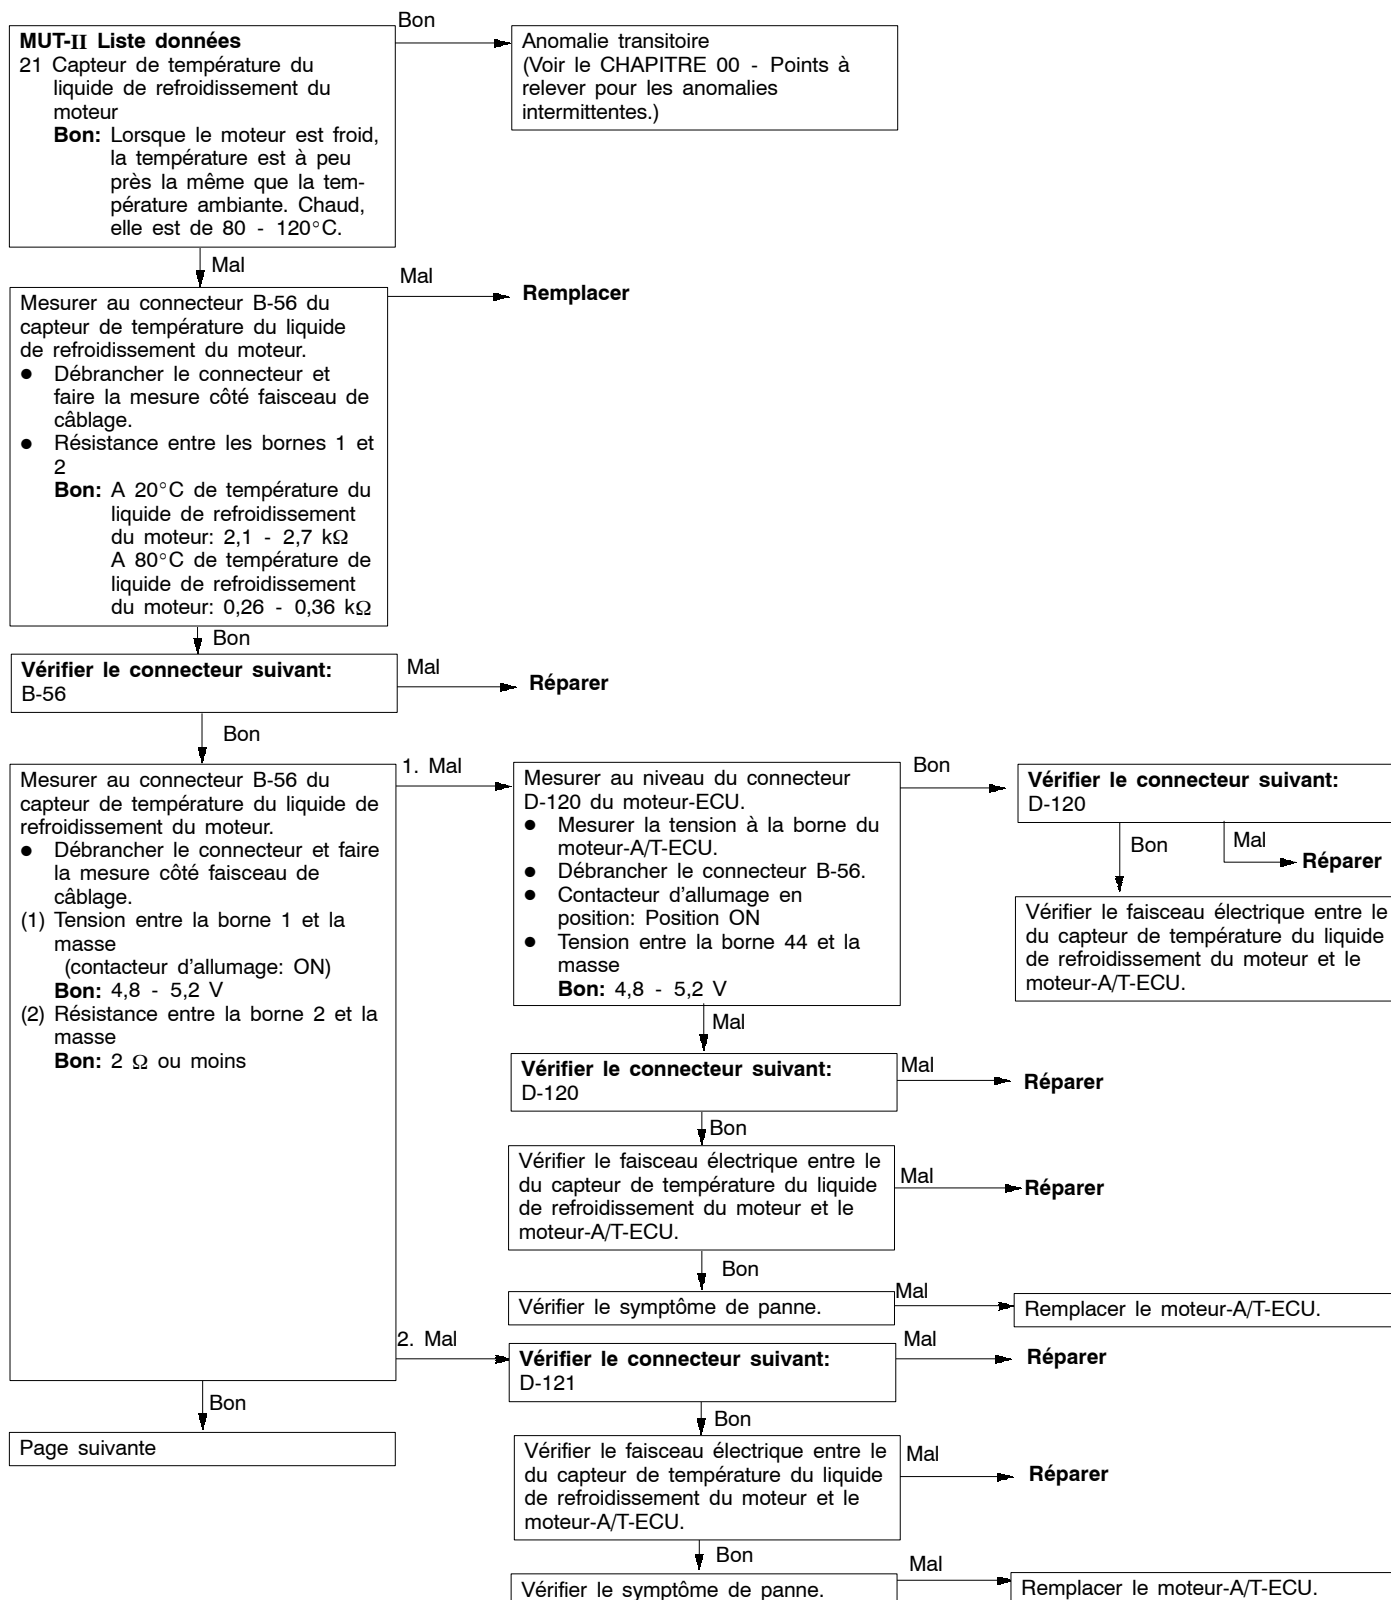 Bon
MUT-II Liste données
21 Capteur de température du
liquide de refroidissement du
moteur
Bon: Lorsque le moteur est froid,
la température est à peu
près la même que la tem-
pérature ambiante. Chaud,
elle est de 80 - 120°C.
Anomalie transitoire
(Voir le CHAPITRE 00 - Points à
relever pour les anomalies
intermittentes.)
Mal
Mal
Remplacer
Mesurer au connecteur B-56 du
capteur de température du liquide
de refroidissement du moteur.
● Débrancher le connecteur et
faire la mesure côté faisceau de
câblage.
● Résistance entre les bornes 1 et
2
Bon: A 20°C de température du
liquide de refroidissement
du moteur: 2,1 - 2,7 kΩ
A 80°C de température de
liquide de refroidissement
du moteur: 0,26 - 0,36 kΩ
Bon
Vérifier le connecteur suivant:
B-56
Mal
Réparer
Bon
Mesurer au connecteur B-56 du
capteur de température du liquide de
refroidissement du moteur.
● Débrancher le connecteur et faire
la mesure côté faisceau de
câblage.
(1) Tension entre la borne 1 et la
masse
(contacteur d'allumage: ON)
Bon: 4,8 - 5,2 V
(2) Résistance entre la borne 2 et la
masse
Bon: 2 Ω ou moins
1. Mal
Mesurer au niveau du connecteur
D-120 du moteur-ECU.
● Mesurer la tension à la borne du
moteur-A/T-ECU.
● Débrancher le connecteur B-56.
● Contacteur d'allumage en
position: Position ON
● Tension entre la borne 44 et la
masse
Bon: 4,8 - 5,2 V
Bon
Vérifier le connecteur suivant:
D-120
Bon
Mal
Réparer
Vérifier le faisceau électrique entre le
du capteur de température du liquide
de refroidissement du moteur et le
moteur-A/T-ECU.
Mal
Vérifier le connecteur suivant:
D-120
Mal
Réparer
Bon
Vérifier le faisceau électrique entre le
du capteur de température du liquide
de refroidissement du moteur et le
moteur-A/T-ECU.
Mal
Réparer
Bon
Vérifier le symptôme de panne.
Mal
Remplacer le moteur-A/T-ECU.
2. Mal
Vérifier le connecteur suivant:
D-121
Mal
Réparer
Bon
Page suivante
Bon
Vérifier le faisceau électrique entre le
du capteur de température du liquide
de refroidissement du moteur et le
moteur-A/T-ECU.
Mal
Réparer
Bon
Vérifier le symptôme de panne.
Mal
Remplacer le moteur-A/T-ECU.